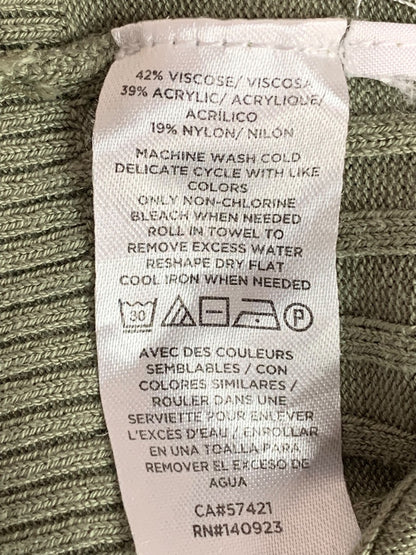 42% VISCOSE/ VISCOSA
39% ACRYLIC/ ACRYLIQUE/
ACRÍLICO
19% NYLON/ NILÓN
MACHINE WASH COLD
DELICATE CYCLE WITH LIKE
COLORS
ONLY NON-CHLORINE
BLEACH WHEN NEEDED
ROLL IN TOWEL TO
REMOVE EXCESS WATER
RESHAPE DRY FLAT
COOL IRON WHEN NEEDED
30 P
AVEC DES COULEURS
SEMBLABLES / CON
COLORES SIMILARES /
ROULER DANS UNE
SERVIETTE POUR ENLEVER
L'EXCÈS D'EAU / ENROLLAR
EN UNA TOALLA PARA
REMOVER EL EXCESO DE
AGUA
CA#57421
RN#140923